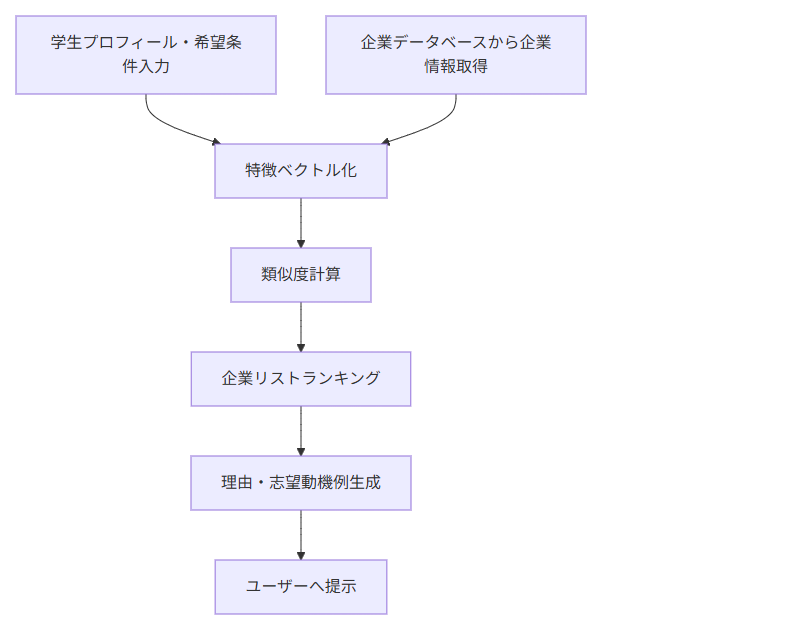 学生プロフィール・希望条
件入力
企業データベースから企業
情報取得
特徴ベクトル化
類似度計算
企業リストランキング
理由・志望動機例生成
ユーザーへ提示